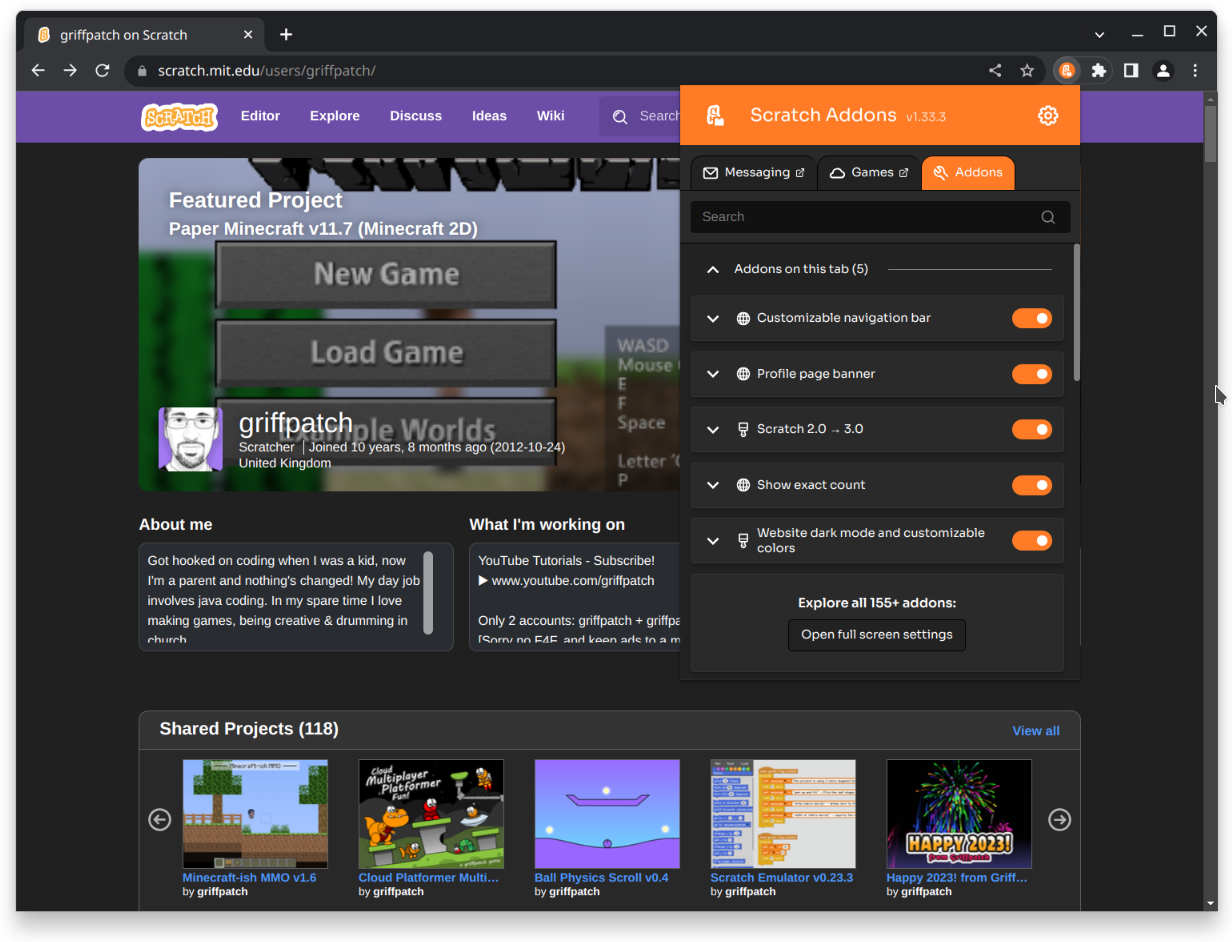 griffpatch on Scratch
scratch.mit.edu/users/griffpatch/
SCRATCH
Editor
Explore
Discuss
Ideas
Wiki
Search
Scratch Addons v1.33.3
Messaging
Games
Addons
Search
Addons on this tab (5)
Customizable navigation bar
Profile page banner
Scratch 2.0 → 3.0
Show exact count
Website dark mode and customizable
colors
Explore all 155+ addons:
Open full screen settings
Featured Project
Paper Minecraft v11.7 (Minecraft 2D)
New Game
Load Game
Example Worlds
WASD
Mouse
E
F
Space
Letter
P
griffpatch
Scratcher | Joined 10 years, 8 months ago (2012-10-24)
United Kingdom
About me
Got hooked on coding when I was a kid, now
I'm a parent and nothing's changed! My day job
involves java coding. In my spare time I love
making games, being creative & drumming in
church
What I'm working on
YouTube Tutorials - Subscribe!
▶ www.youtube.com/griffpatch
Only 2 accounts: griffpatch + griffpa
[Sorry no F4F, and keep ads to a m
Shared Projects (118)
View all
Minecraft-ish MMO
Cloud
Multiplayer
Platformer
Fun!
a griffpatch game
HAPPY 2023!
from Griffpatch
Minecraft-ish MMO v1.6
by griffpatch
Cloud Platformer Multi...
by griffpatch
Ball Physics Scroll v0.4
by griffpatch
Scratch Emulator v0.23.3
by griffpatch
Happy 2023! from Griff...
by griffpatch